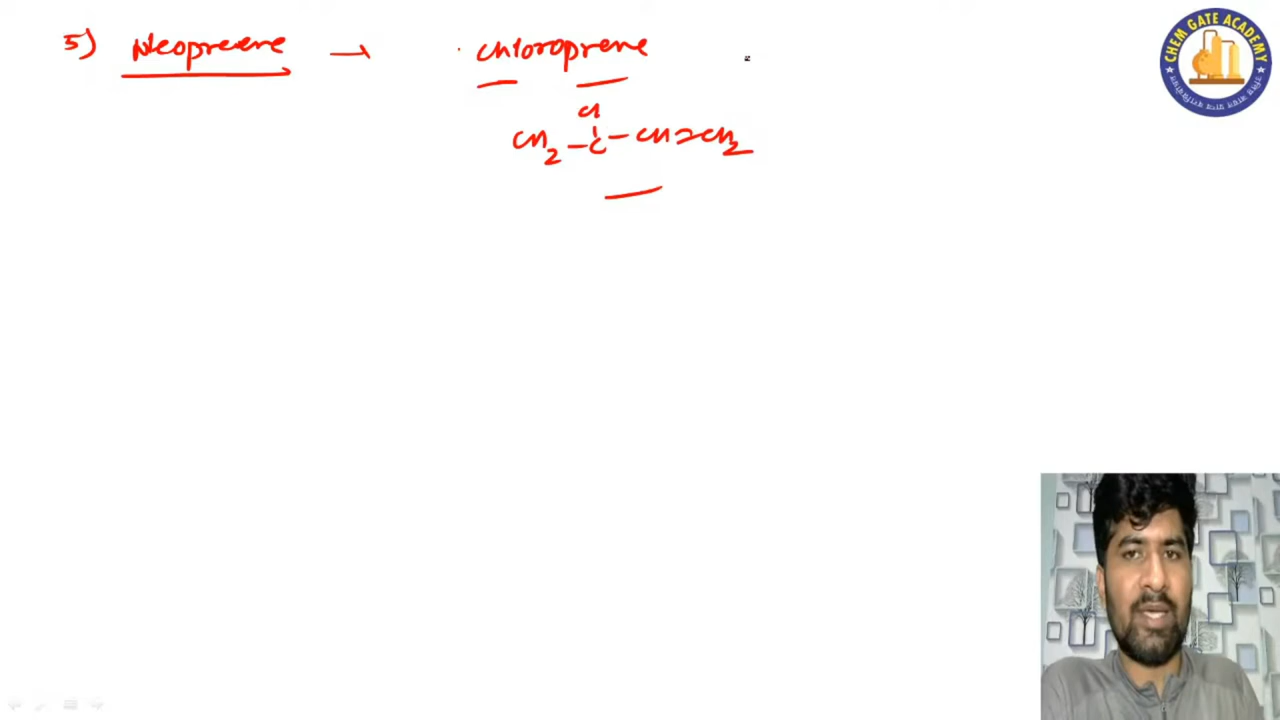 5) Neoprene → chloroprene
Cl
CH2 - C - CH=CH2
CHEM GATE ACADEMY